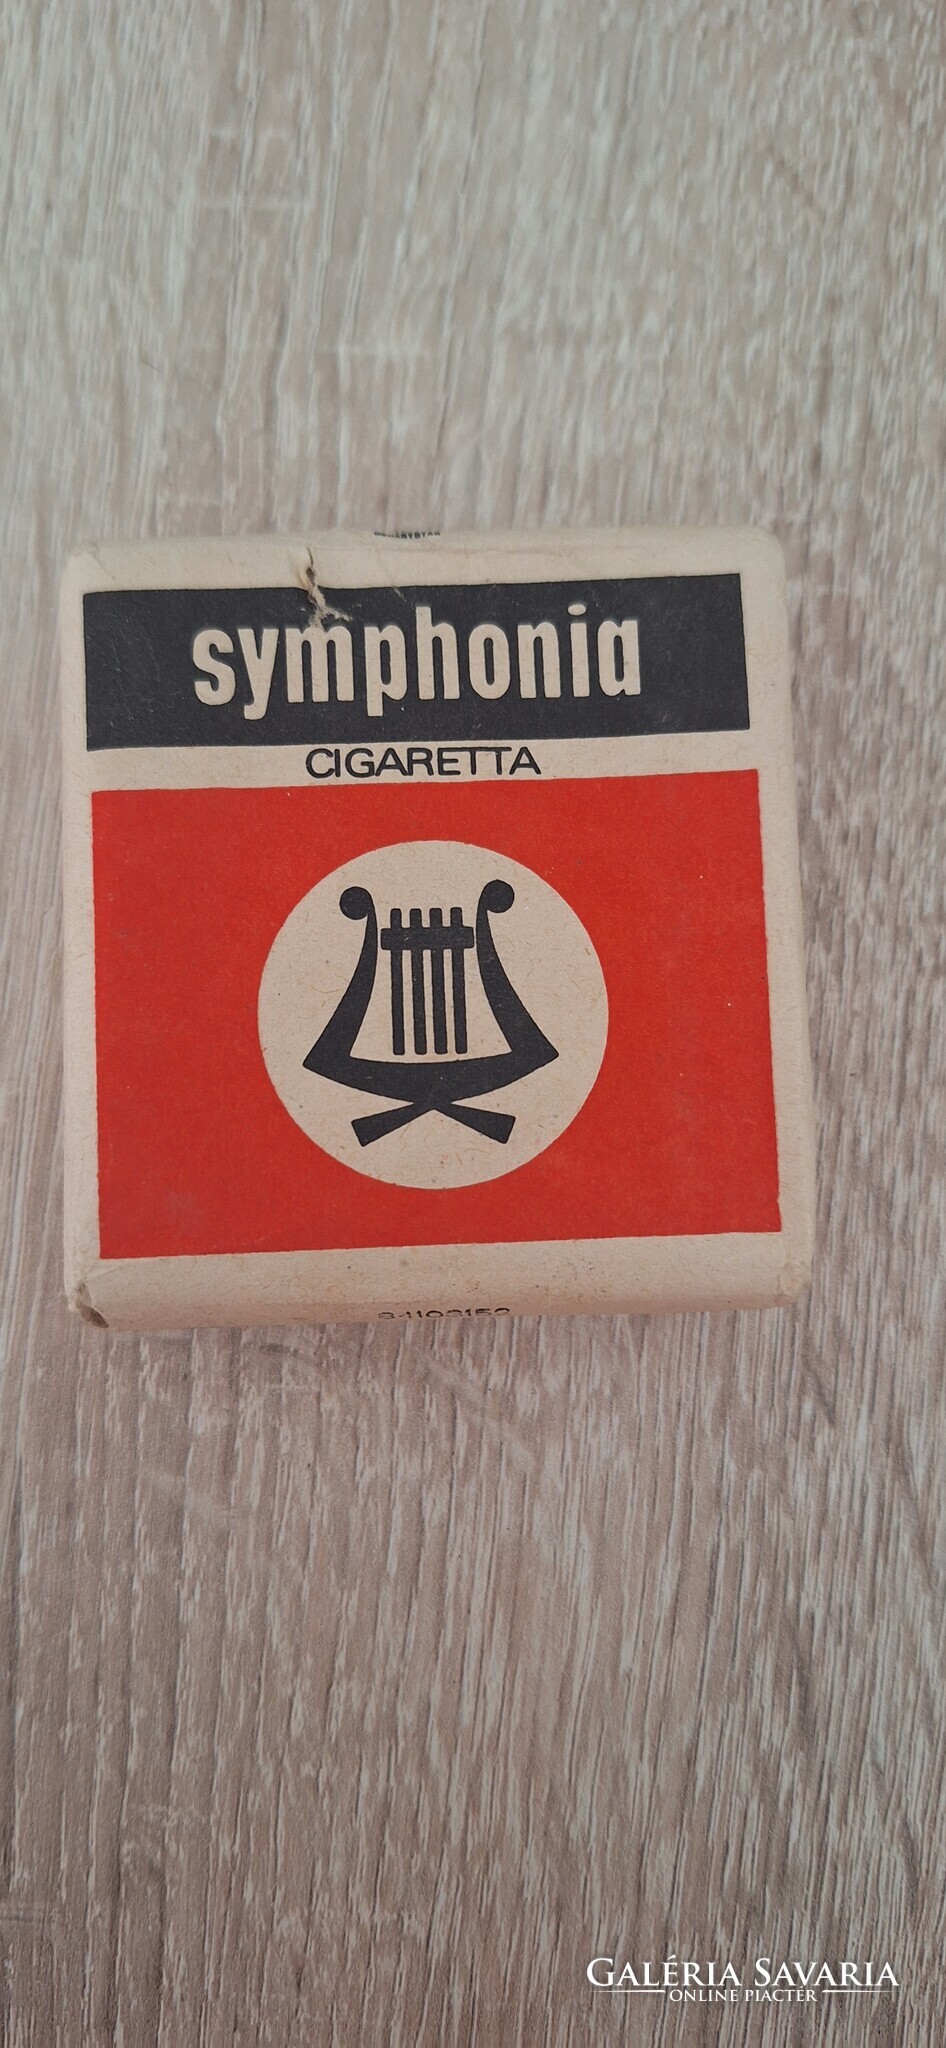 symphonia
CIGARETTA
GALÉRIA SAVARIA
ONLINE PIACTÉR